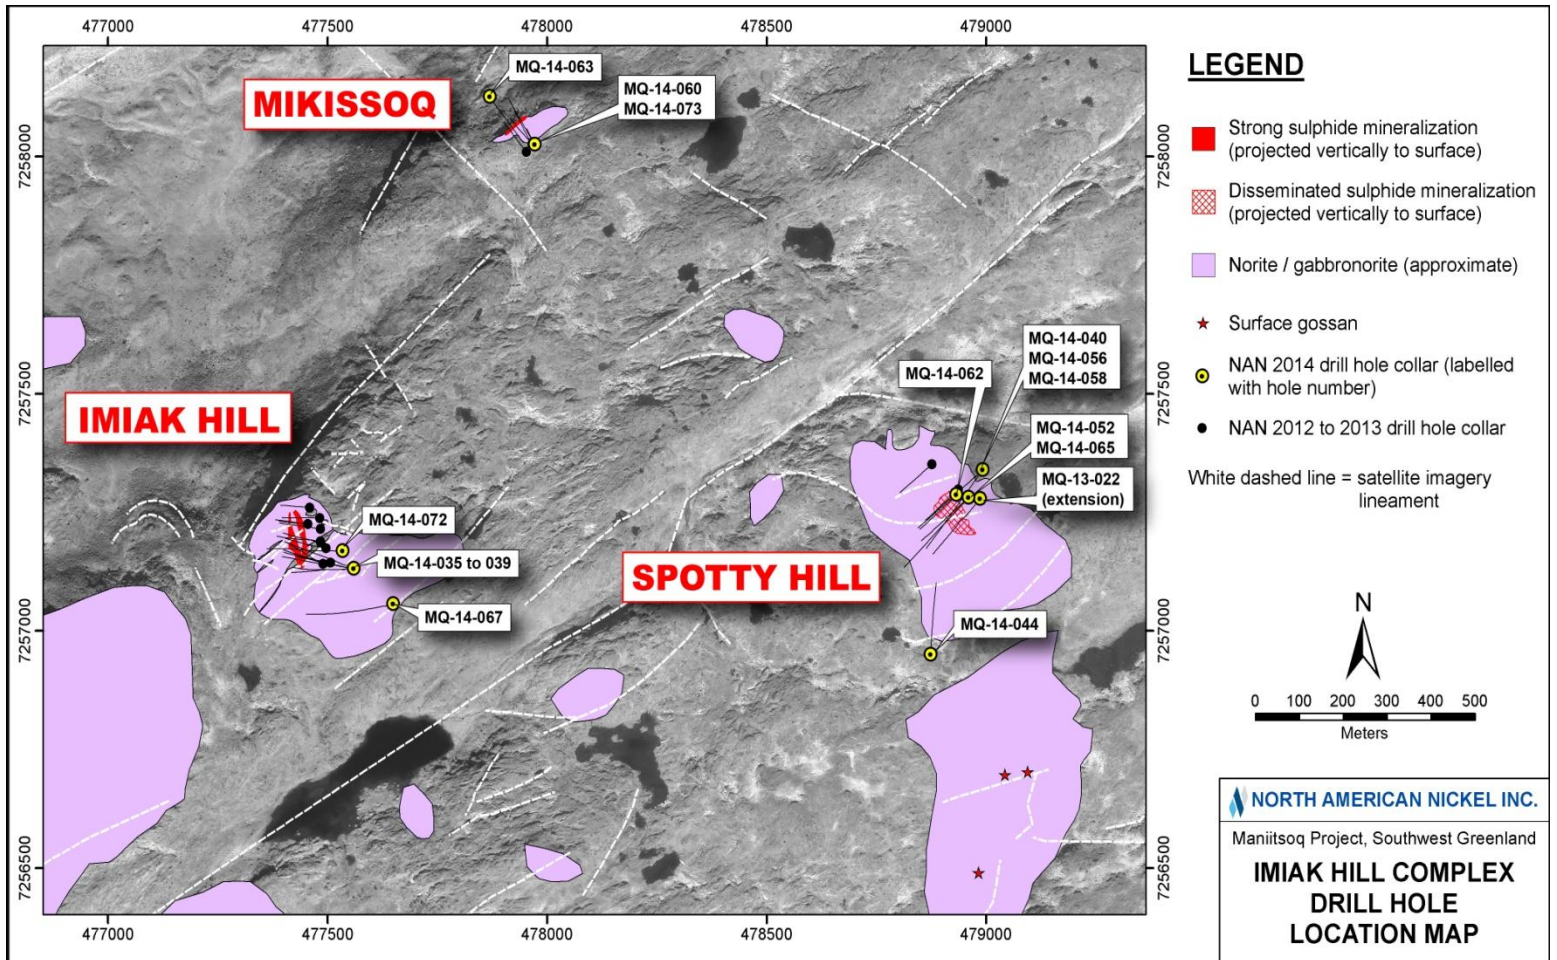 477000
477500
478000
478500
479000
7258000
7257500
7257000
7256500
7258000
7257500
7257000
7256500
MIKISSOQ
MQ-14-063
MQ-14-060
MQ-14-073
IMIAK HILL
MQ-14-062
MQ-14-040
MQ-14-056
MQ-14-058
MQ-14-052
MQ-14-065
MQ-13-022
(extension)
MQ-14-072
MQ-14-035 to 039
MQ-14-067
SPOTTY HILL
MQ-14-044
477000
477500
478000
478500
479000
LEGEND
Strong sulphide mineralization
(projected vertically to surface)
Disseminated sulphide mineralization
(projected vertically to surface)
Norite / gabbronorite (approximate)
Surface gossan
NAN 2014 drill hole collar (labelled
with hole number)
NAN 2012 to 2013 drill hole collar
White dashed line = satellite imagery
lineament
N
0 100 200 300 400 500
Meters
NORTH AMERICAN NICKEL INC.
Maniitsoq Project, Southwest Greenland
IMIAK HILL COMPLEX
DRILL HOLE
LOCATION MAP